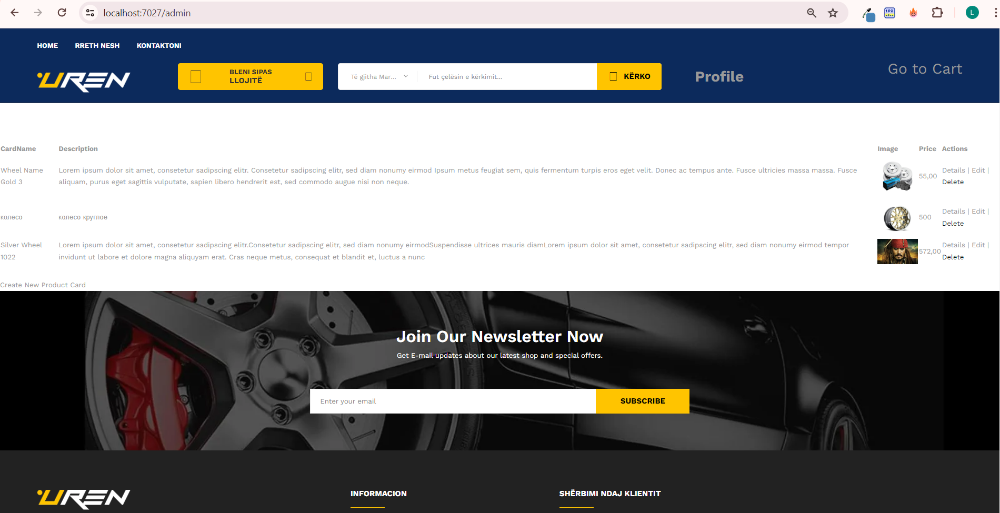 localhost:7027/admin
L
HOME RRETH NESH KONTAKTONI
UREN
BLENI SIPAS
LLOJITË
Të gjitha Mar...
Fut çelësin e kërkimit...
KËRKO
Profile
Go to Cart
CardName Description Image Price Actions
Wheel Name
Gold 3
Lorem ipsum dolor sit amet, consetetur sadipscing elitr. Consetetur sadipscing elitr, sed diam nonumy eirmod Ipsum metus feugiat sem, quis fermentum turpis eros eget velit. Donec ac tempus ante. Fusce ultricies massa massa. Fusce
aliquam, purus eget sagittis vulputate, sapien libero hendrerit est, sed commodo augue nisi non neque.
55,00
Details | Edit |
Delete
колесо
колесо круглое
500
Details | Edit |
Delete
Silver Wheel
1022
Lorem ipsum dolor sit amet, consetetur sadipscing elitr.Consetetur sadipscing elitr, sed diam nonumy eirmodSuspendisse ultrices mauris diamLorem ipsum dolor sit amet, consetetur sadipscing elitr, sed diam nonumy eirmod tempor
invidunt ut labore et dolore magna aliquyam erat. Cras neque metus, consequat et blandit et, luctus a nunc
572,00
Details | Edit |
Delete
Create New Product Card
Join Our Newsletter Now
Get E-mail updates about our latest shop and special offers.
Enter your email
SUBSCRIBE
UREN
INFORMACION
SHËRBIMI NDAJ KLIENTIT